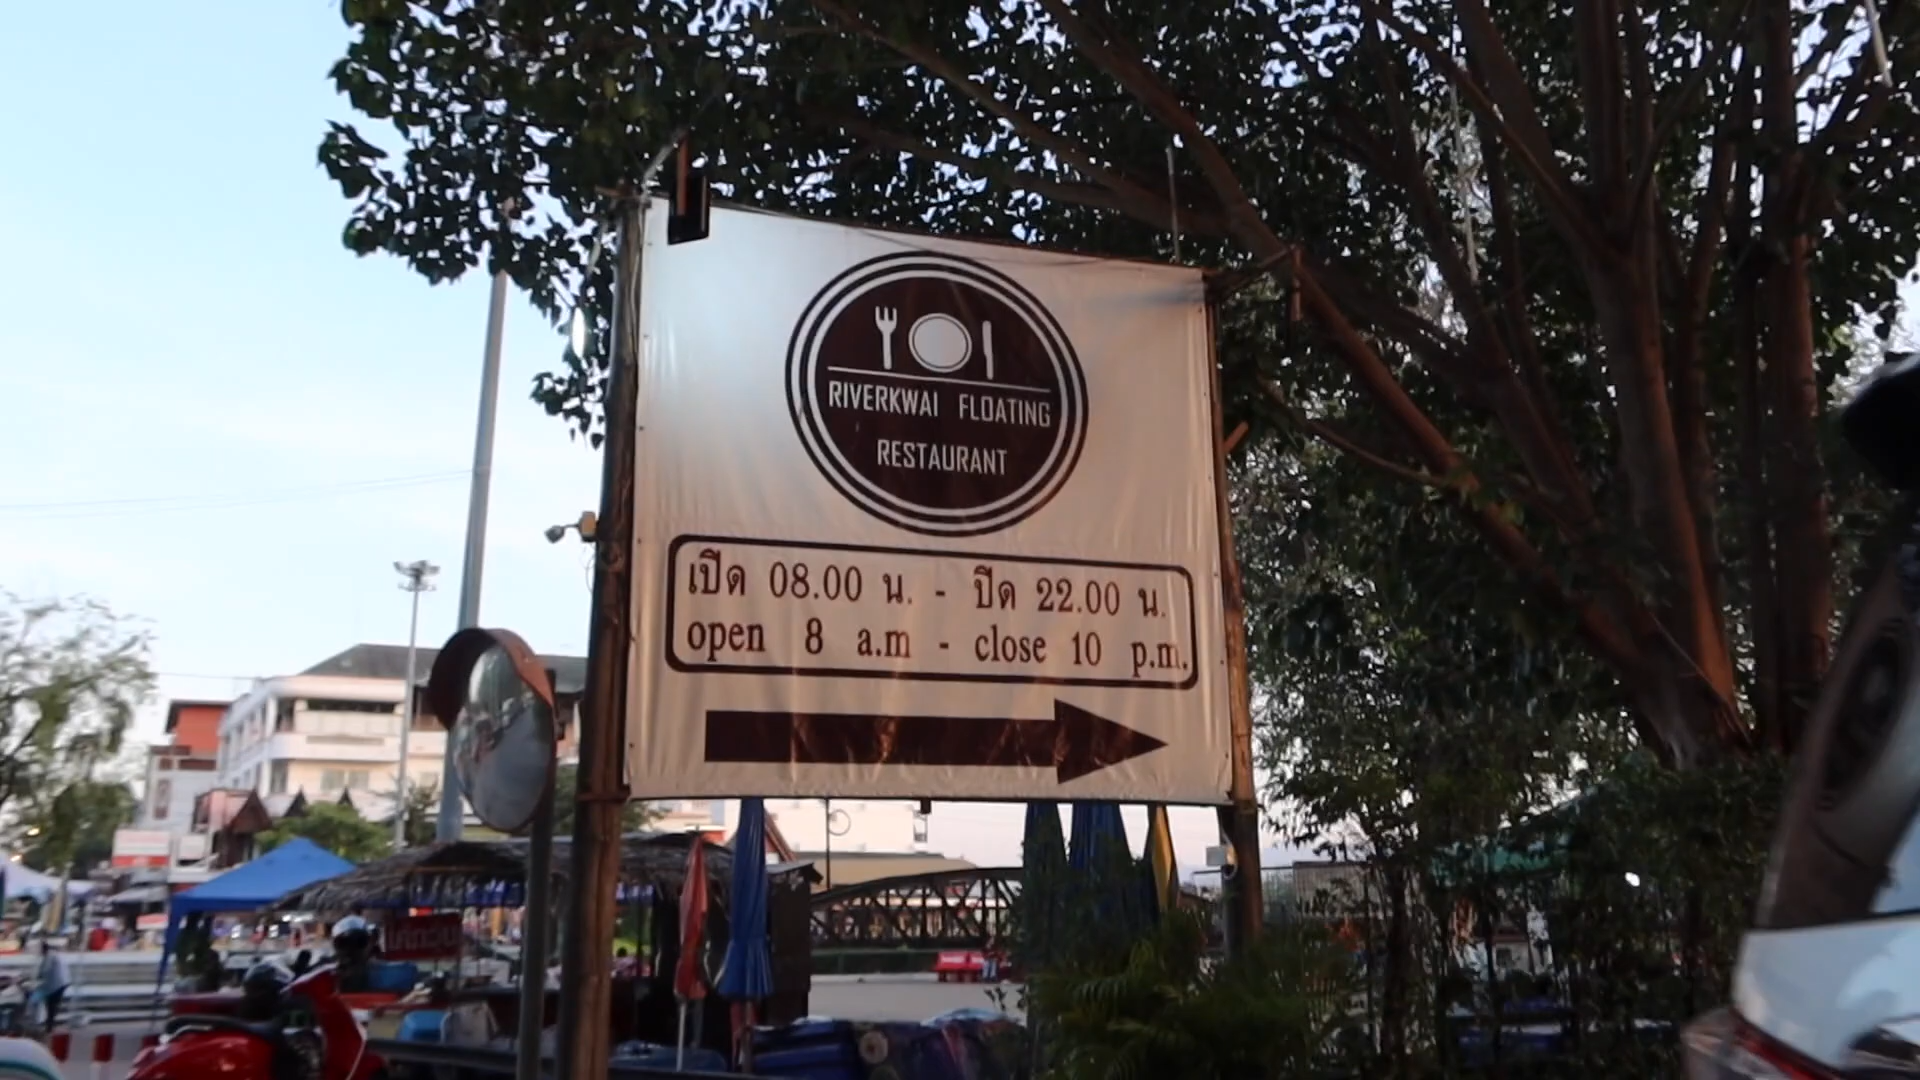 RIVERKWAI FLOATING
RESTAURANT
เปิด 08.00 น. - ปิด 22.00 น.
open 8 a.m - close 10 p.m.